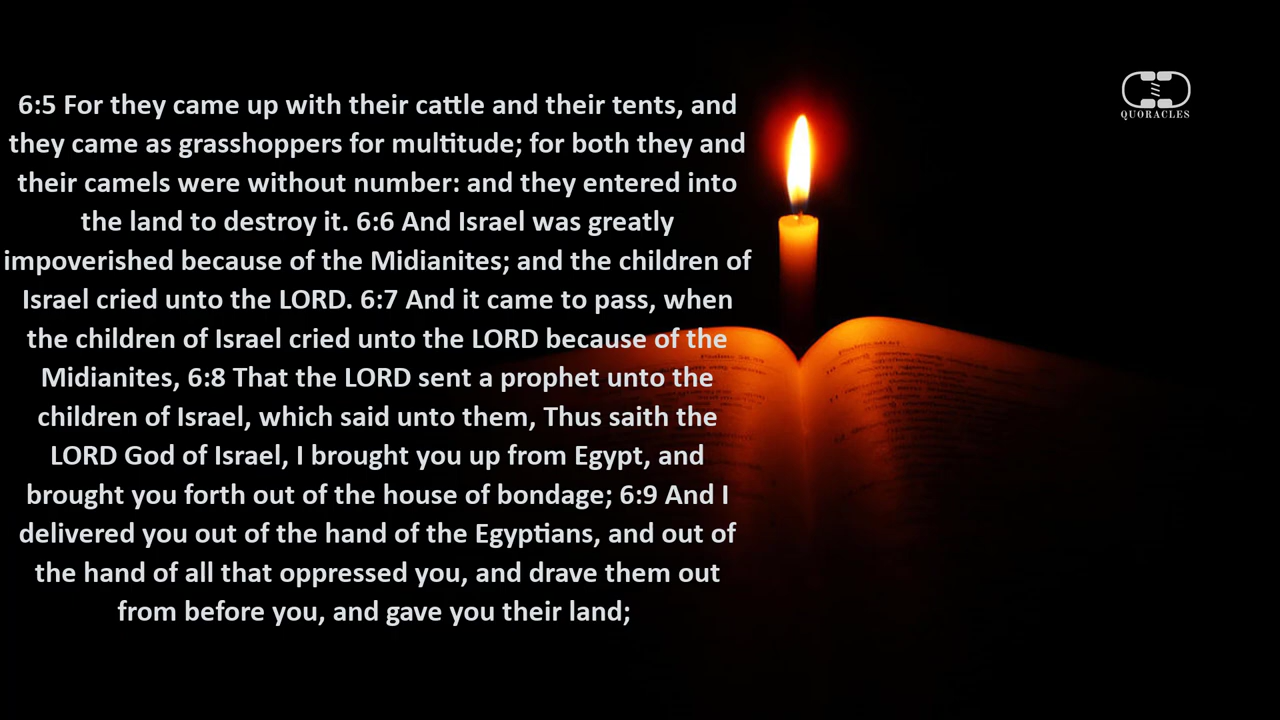 6:5 For they came up with their cattle and their tents, and
they came as grasshoppers for multitude; for both they and
their camels were without number: and they entered into
the land to destroy it. 6:6 And Israel was greatly
impoverished because of the Midianites; and the children of
Israel cried unto the LORD. 6:7 And it came to pass, when
the children of Israel cried unto the LORD because of the
Midianites, 6:8 That the LORD sent a prophet unto the
children of Israel, which said unto them, Thus saith the
LORD God of Israel, I brought you up from Egypt, and
brought you forth out of the house of bondage; 6:9 And I
delivered you out of the hand of the Egyptians, and out of
the hand of all that oppressed you, and drave them out
from before you, and gave you their land;
QUORACLES